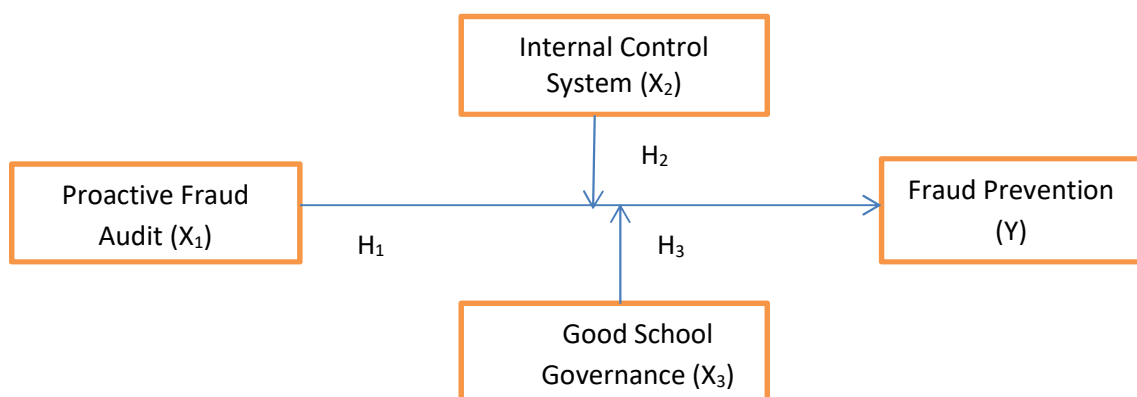 Internal Control
System (X₂)
H₂
Proactive Fraud
Audit (X₁)
Fraud Prevention
(Y)
H₁
H₃
Good School
Governance (X₃)